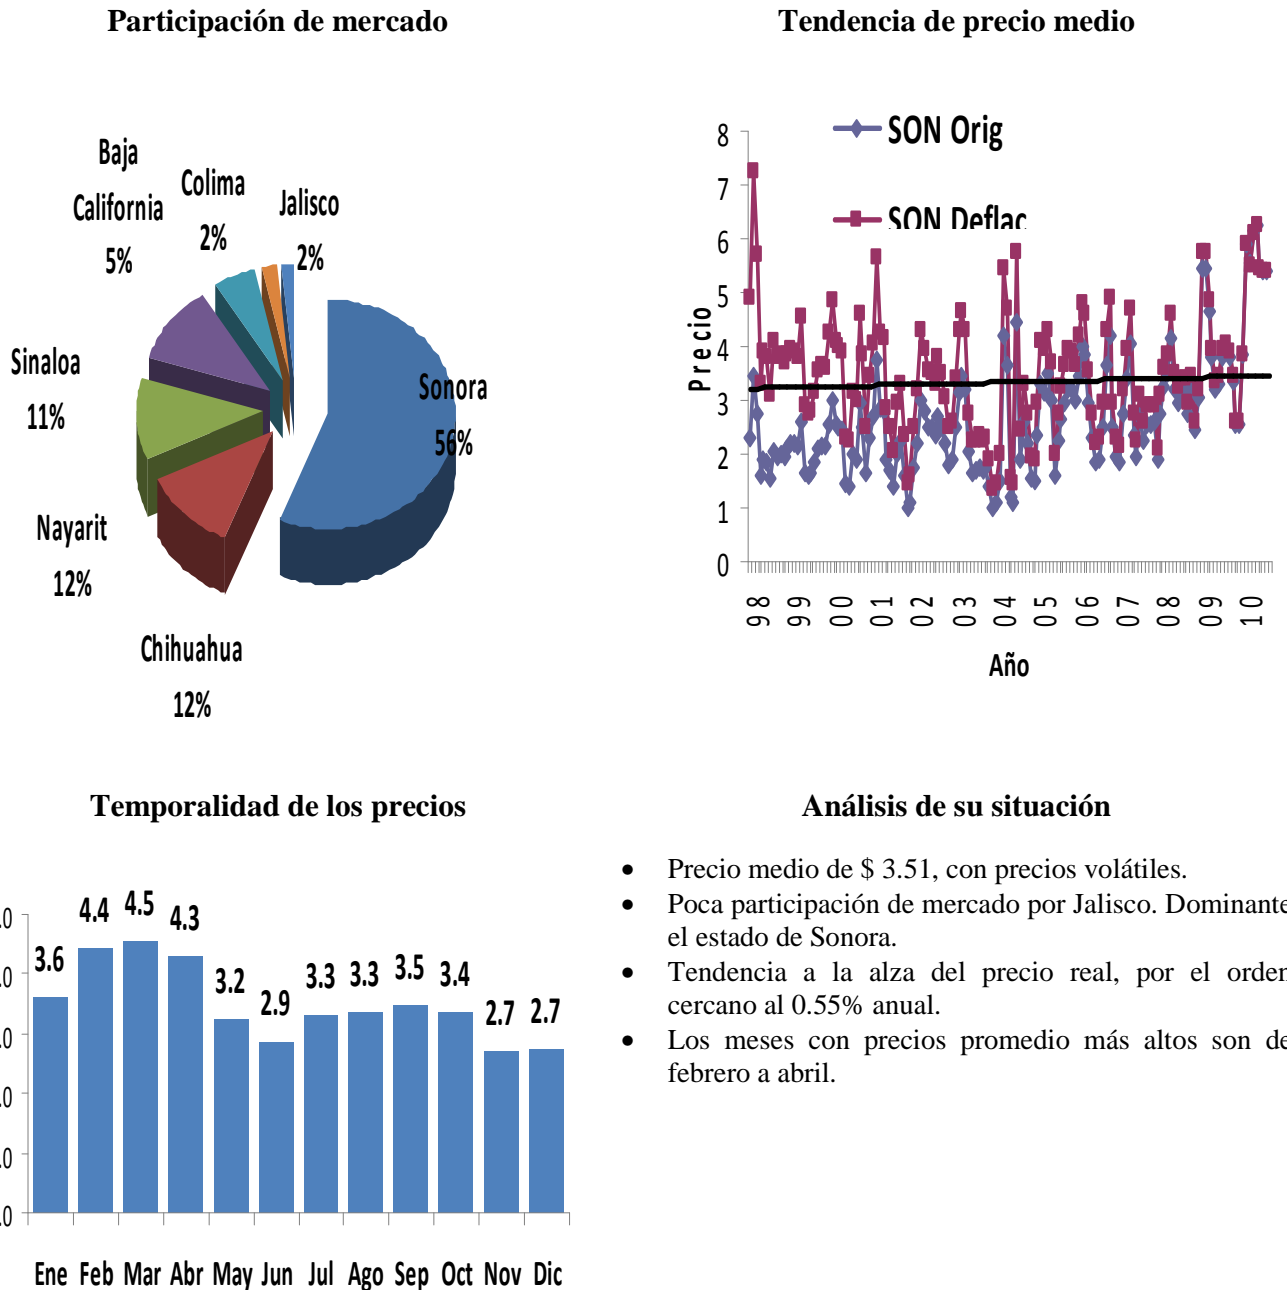 Participación de mercado
Baja
California
5%
Colima
2%
Jalisco
2%
Sinaloa
11%
Sonora
56%
Nayarit
12%
Chihuahua
12%
Tendencia de precio medio
SON Orig
SON Deflac
8
7
6
5
4
3
2
1
0
Precio
98 99 00 01 02 03 04 05 06 07 08 09 10
Año
Temporalidad de los precios
3.6 4.4 4.5 4.3 3.2 2.9 3.3 3.3 3.5 3.4 2.7 2.7
.0
.0
.0
.0
.0
.0
Ene Feb Mar Abr May Jun Jul Ago Sep Oct Nov Dic
Análisis de su situación
• Precio medio de $ 3.51, con precios volátiles.
• Poca participación de mercado por Jalisco. Dominante
el estado de Sonora.
• Tendencia a la alza del precio real, por el orden
cercano al 0.55% anual.
• Los meses con precios promedio más altos son de
febrero a abril.